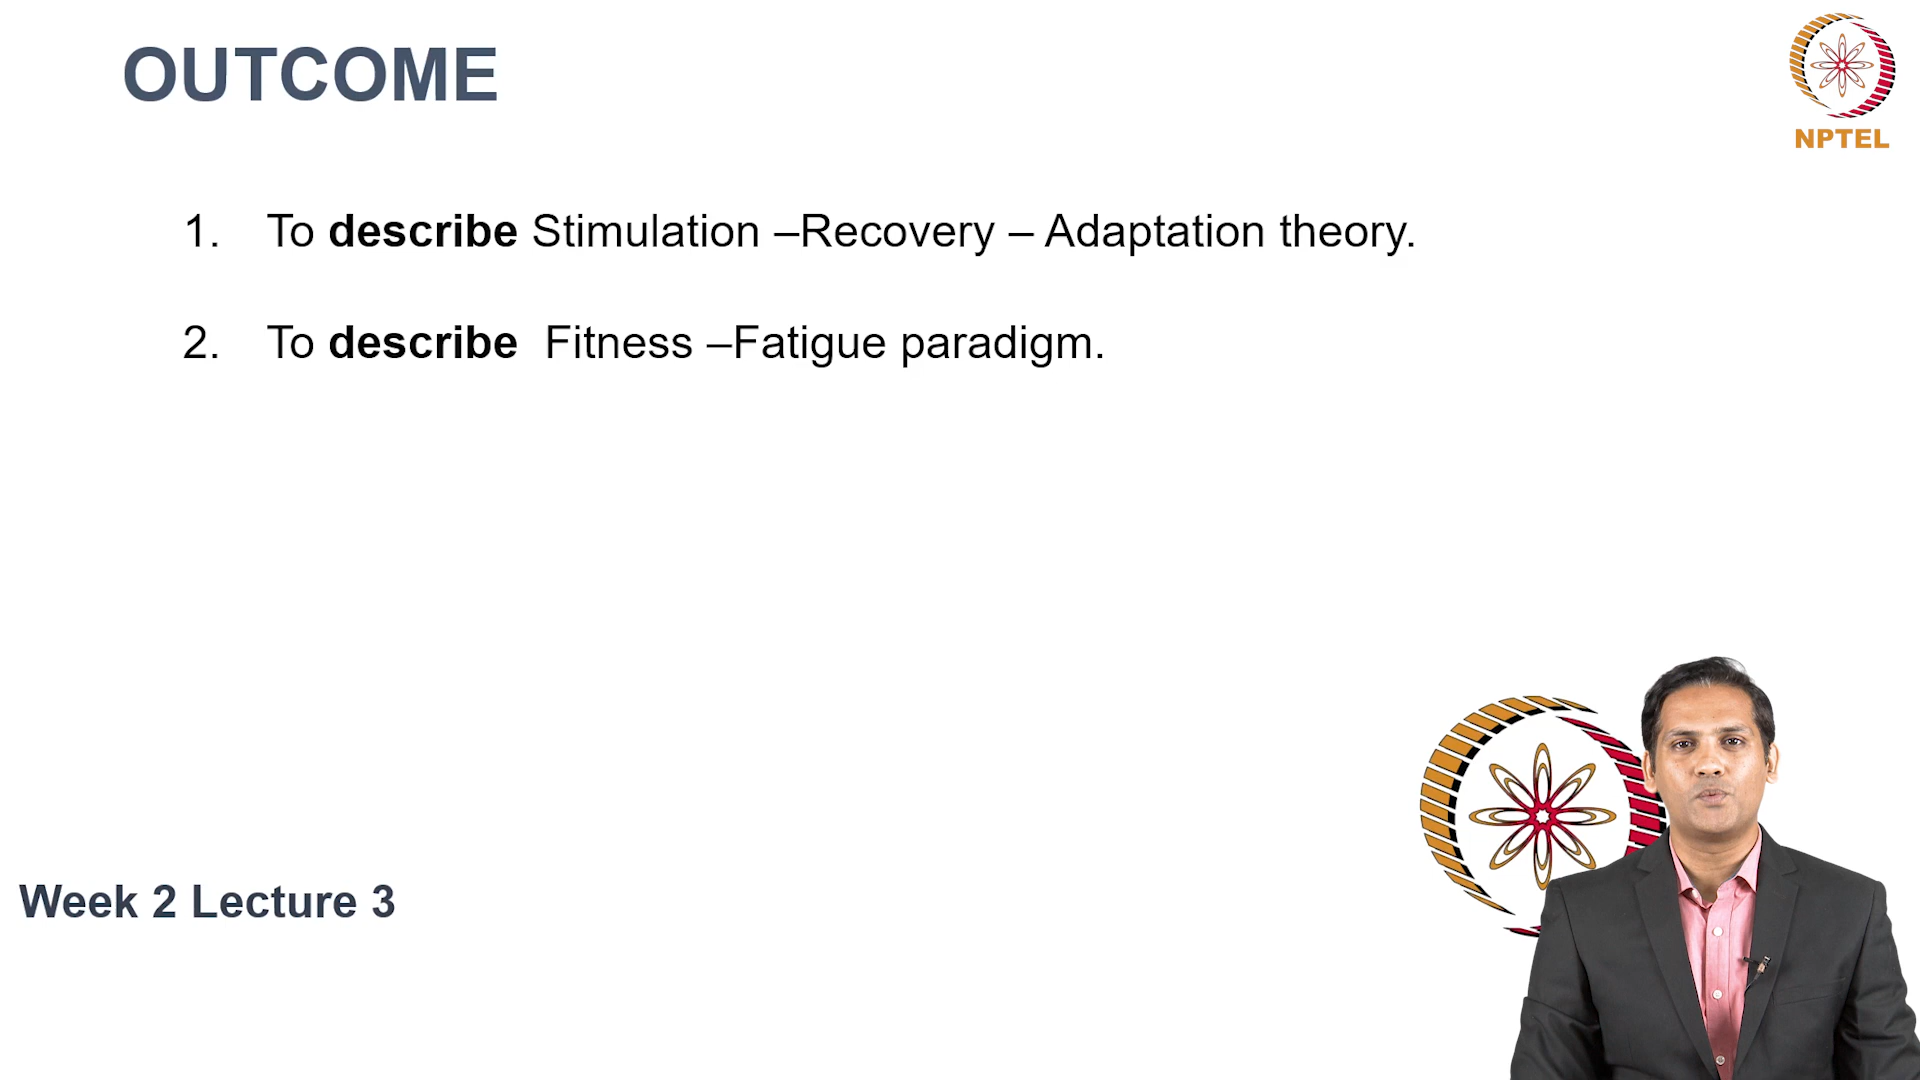 OUTCOME
NPTEL
1. To describe Stimulation –Recovery – Adaptation theory.
2. To describe  Fitness –Fatigue paradigm.
Week 2 Lecture 3